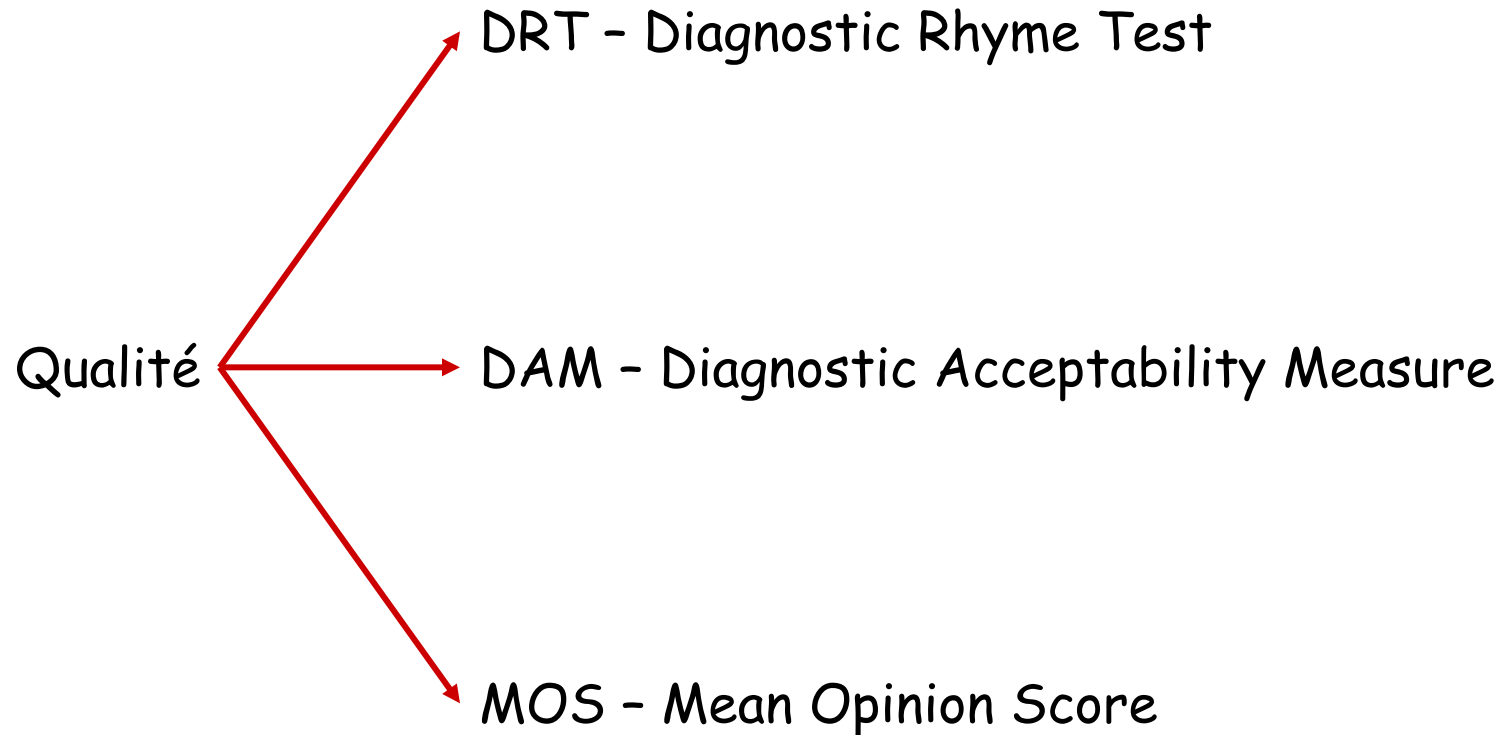 DRT – Diagnostic Rhyme Test
Qualité
DAM – Diagnostic Acceptability Measure
MOS – Mean Opinion Score